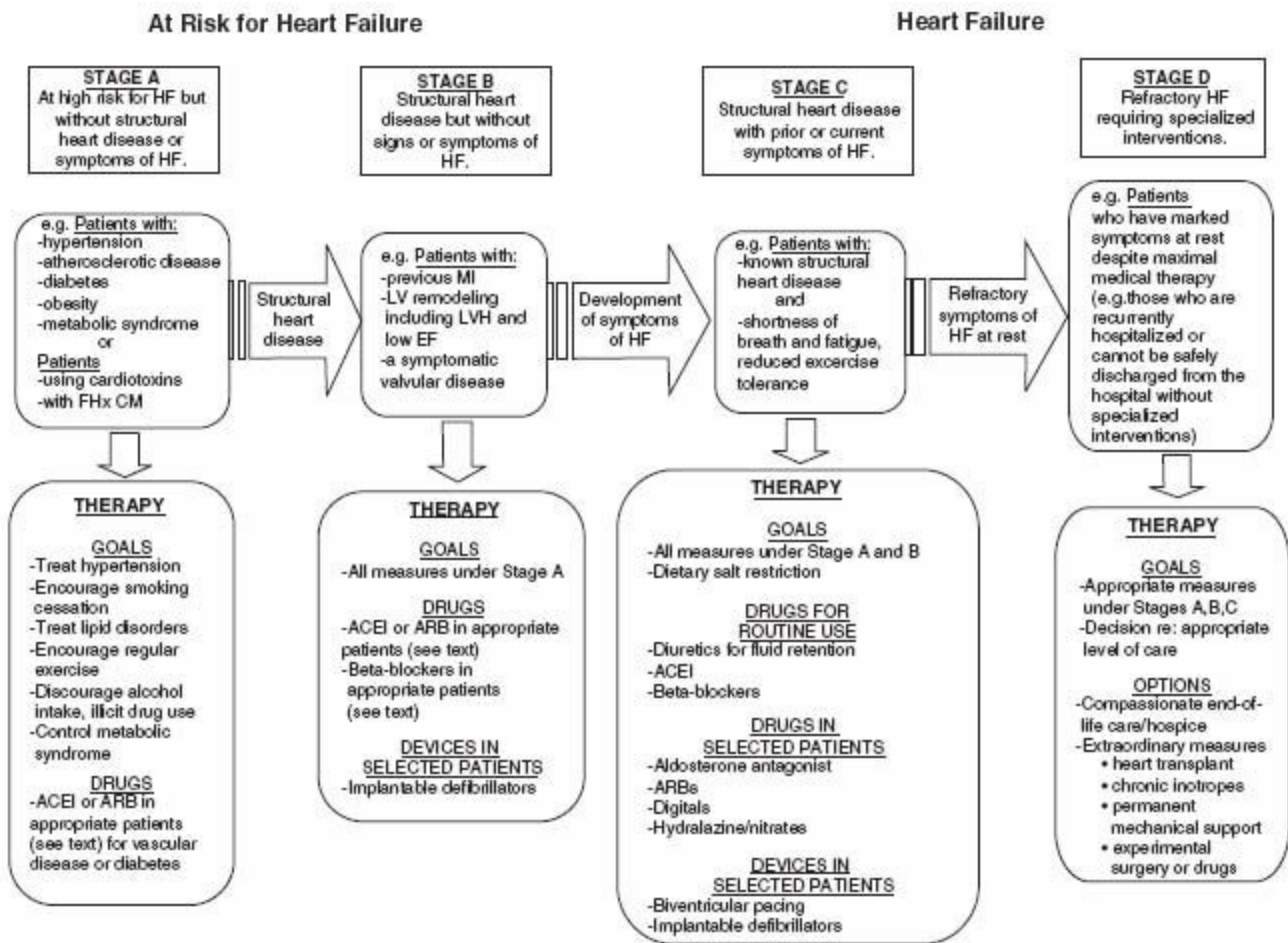 At Risk for Heart Failure
Heart Failure
STAGE A
At high risk for HF but
without structural
heart disease or
symptoms of HF.
STAGE B
Structural heart
disease but without
signs or symptoms of
HF.
STAGE C
Structural heart disease
with prior or current
symptoms of HF.
STAGE D
Refractory HF
requiring specialized
interventions.
e.g. Patients with:
-hypertension
-atherosclerotic disease
-diabetes
-obesity
-metabolic syndrome
or
Patients
-using cardiotoxins
-with FHx CM
Structural
heart
disease
e.g. Patients with:
-previous MI
-LV remodeling
including LVH and
low EF
-a symptomatic
valvular disease
Development
of symptoms
of HF
e.g. Patients with:
-known structural
heart disease
and
-shortness of
breath and fatigue,
reduced excercise
tolerance
Refractory
symptoms of
HF at rest
e.g. Patients
who have marked
symptoms at rest
despite maximal
medical therapy
(e.g.those who are
recurrently
hospitalized or
cannot be safely
discharged from the
hospital without
specialized
interventions)
THERAPY
GOALS
-Treat hypertension
-Encourage smoking
cessation
-Treat lipid disorders
-Encourage regular
exercise
-Discourage alcohol
intake, illicit drug use
-Control metabolic
syndrome
DRUGS
-ACEI or ARB in
appropriate patients
(see text) for vascular
disease or diabetes
THERAPY
GOALS
-All measures under Stage A
DRUGS
-ACEI or ARB in appropriate
patients (see text)
-Beta-blockers in
appropriate patients
(see text)
DEVICES IN
SELECTED PATIENTS
-Implantable defibrillators
THERAPY
GOALS
-All measures under Stage A and B
-Dietary salt restriction
DRUGS FOR
ROUTINE USE
-Diuretics for fluid retention
-ACEI
-Beta-blockers
DRUGS IN
SELECTED PATIENTS
-Aldosterone antagonist
-ARBs
-Digitals
-Hydralazine/nitrates
DEVICES IN
SELECTED PATIENTS
-Biventricular pacing
-Implantable defibrillators
THERAPY
GOALS
-Appropriate measures
under Stages A,B,C
-Decision re: appropriate
level of care
OPTIONS
-Compassionate end-of-
life care/hospice
-Extraordinary measures
• heart transplant
• chronic inotropes
• permanent
mechanical support
• experimental
surgery or drugs